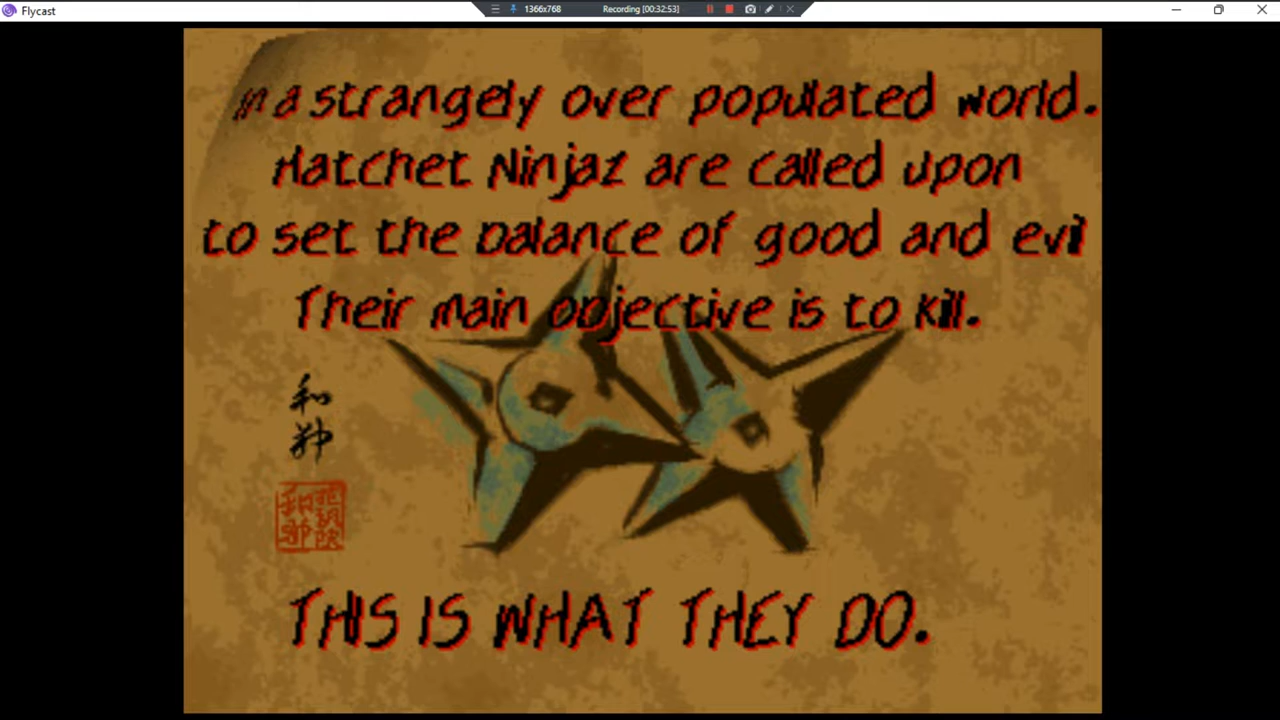 Flycast
1366x768
Recording [00:32:53]
In a strangely over populated world.
Hatchet Ninjaz are called upon
to set the balance of good and evil
Their main objective is to kill.
和
THIS IS WHAT THEY DO.